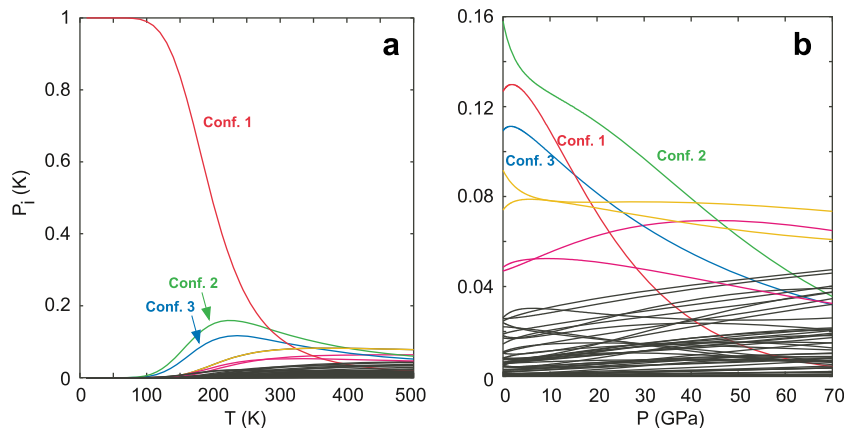 a
1
0.8
0.6
0.4
0.2
0
P_i (K)
Conf. 1
Conf. 2
Conf. 3
0 100 200 300 400 500
T (K)
b
0.16
0.12
0.08
0.04
0
Conf. 1
Conf. 2
Conf. 3
0 10 20 30 40 50 60 70
P (GPa)